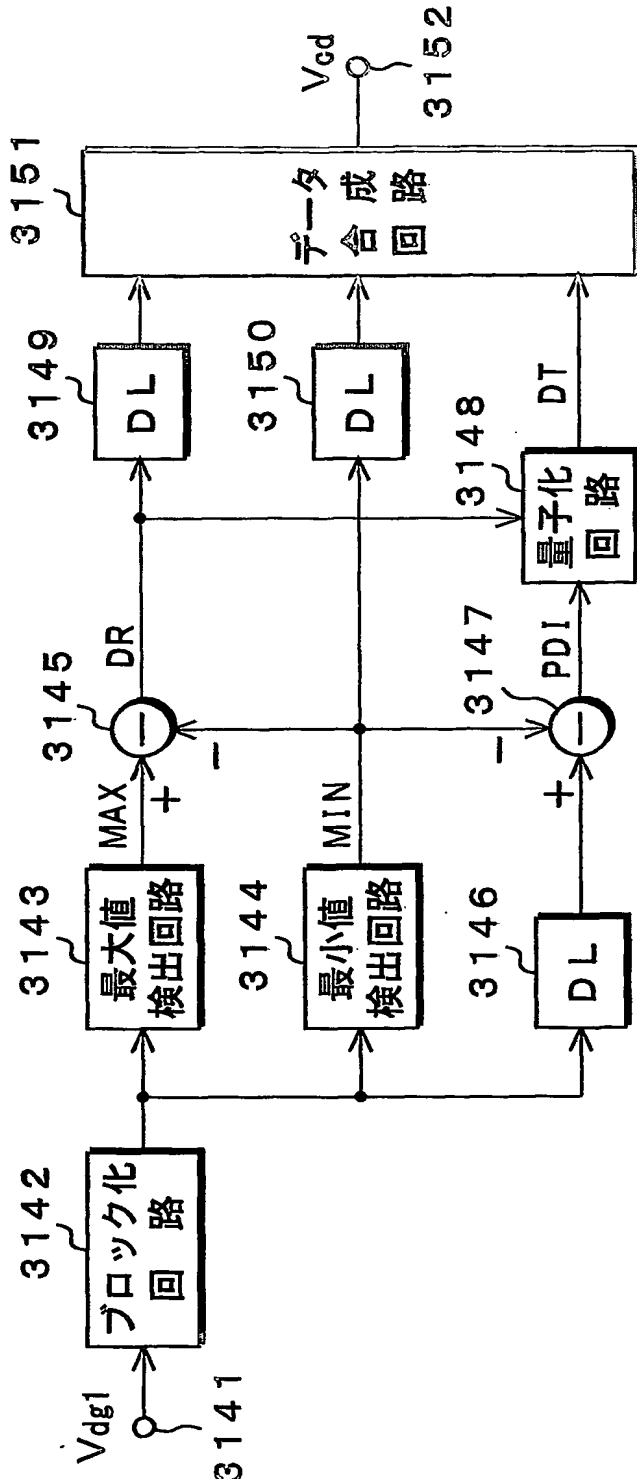 Vdg1
3141
3142
ブロック化
回路
3143
最大値
検出回路
MAX
+
3145
−
−
DR
3149
DL
3144
最小値
検出回路
MIN
3150
DL
3146
DL
+
−
3147
−
PDI
3148
量子化
回路
DT
3151
データ
合成
回路
Vcd
3152